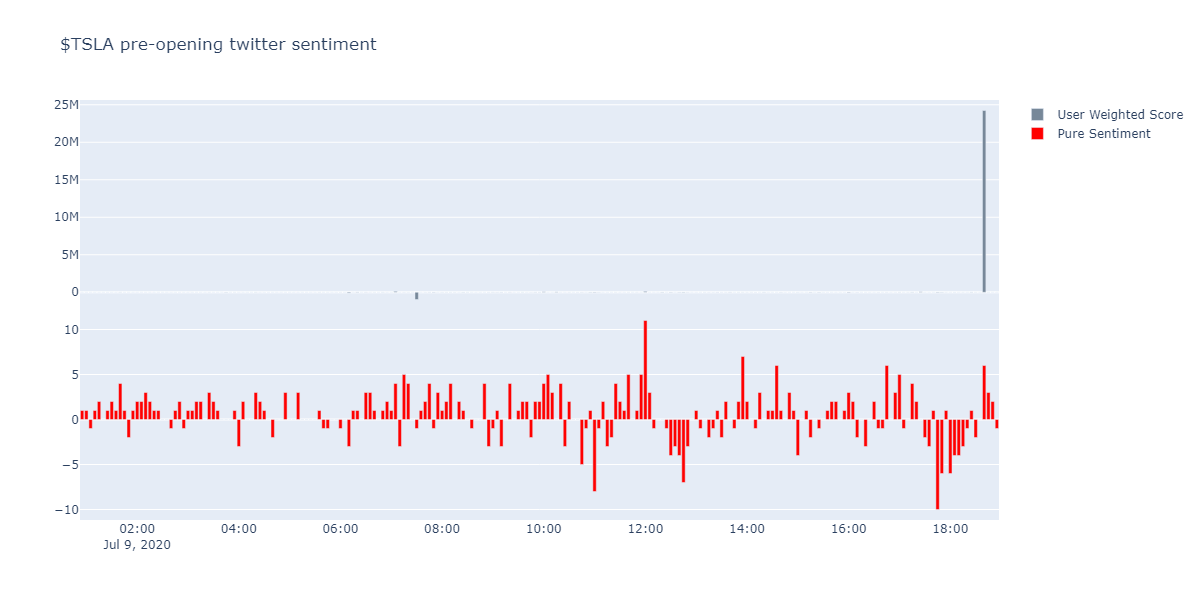 $TSLA pre-opening twitter sentiment
25M
20M
15M
10M
5M
0
User Weighted Score
Pure Sentiment
10
5
0
−5
−10
02:00 04:00 06:00 08:00 10:00 12:00 14:00 16:00 18:00
Jul 9, 2020